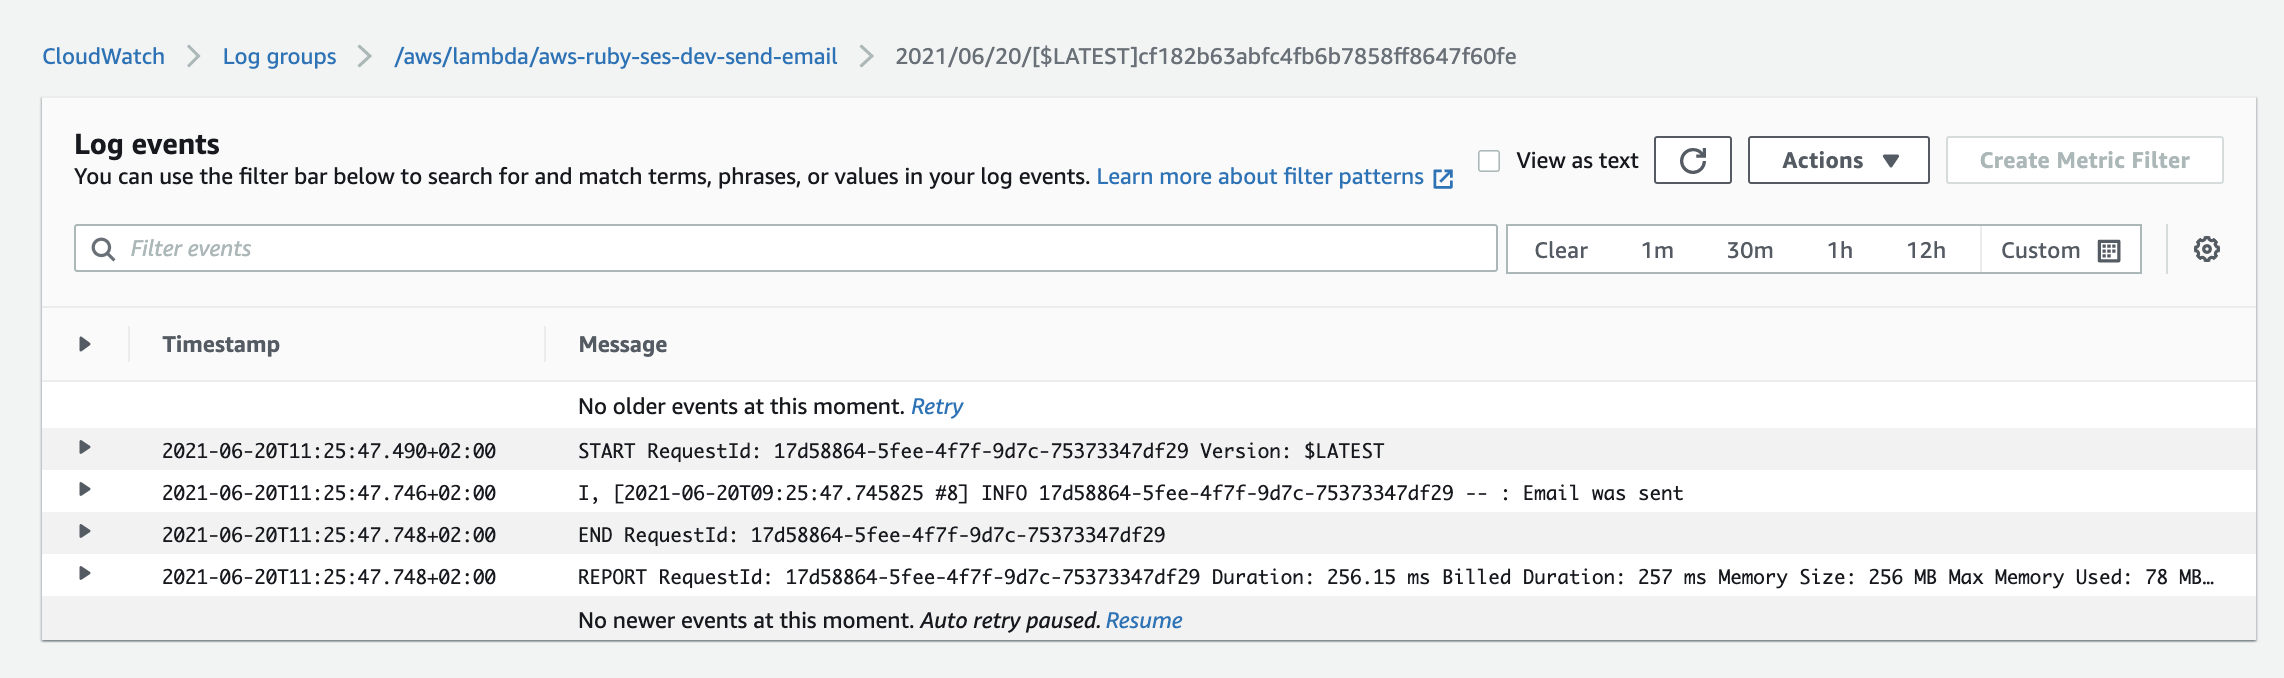 CloudWatch > Log groups > /aws/lambda/aws-ruby-ses-dev-send-email > 2021/06/20/[$LATEST]cf182b63abfc4fb6b7858ff8647f60fe
Log events
You can use the filter bar below to search for and match terms, phrases, or values in your log events. Learn more about filter patterns
View as text Actions Create Metric Filter
Filter events Clear 1m 30m 1h 12h Custom
Timestamp Message
No older events at this moment. Retry
2021-06-20T11:25:47.490+02:00 START RequestId: 17d58864-5fee-4f7f-9d7c-75373347df29 Version: $LATEST
2021-06-20T11:25:47.746+02:00 I, [2021-06-20T09:25:47.745825 #8] INFO 17d58864-5fee-4f7f-9d7c-75373347df29 -- : Email was sent
2021-06-20T11:25:47.748+02:00 END RequestId: 17d58864-5fee-4f7f-9d7c-75373347df29
2021-06-20T11:25:47.748+02:00 REPORT RequestId: 17d58864-5fee-4f7f-9d7c-75373347df29 Duration: 256.15 ms Billed Duration: 257 ms Memory Size: 256 MB Max Memory Used: 78 MB…
No newer events at this moment. Auto retry paused. Resume